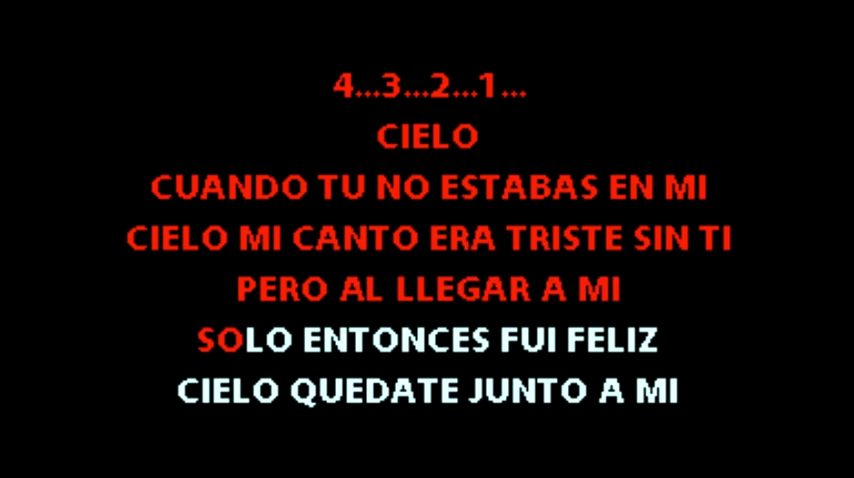 4...3...2...1...
CIELO
CUANDO TU NO ESTABAS EN MI
CIELO MI CANTO ERA TRISTE SIN TI
PERO AL LLEGAR A MI
SOLO ENTONCES FUI FELIZ
CIELO QUEDATE JUNTO A MI